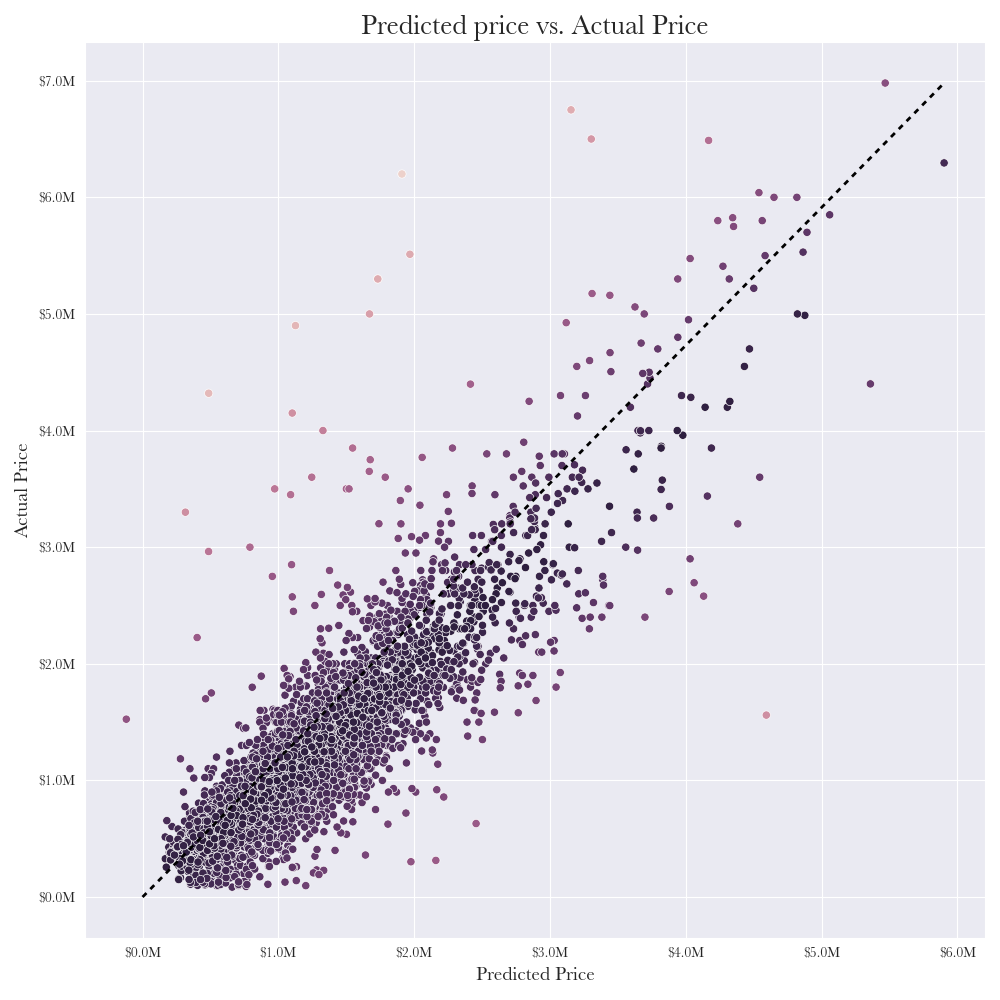 Predicted price vs. Actual Price
$7.0M
$6.0M
$5.0M
$4.0M
$3.0M
$2.0M
$1.0M
$0.0M
Actual Price
$0.0M $1.0M $2.0M $3.0M $4.0M $5.0M $6.0M
Predicted Price